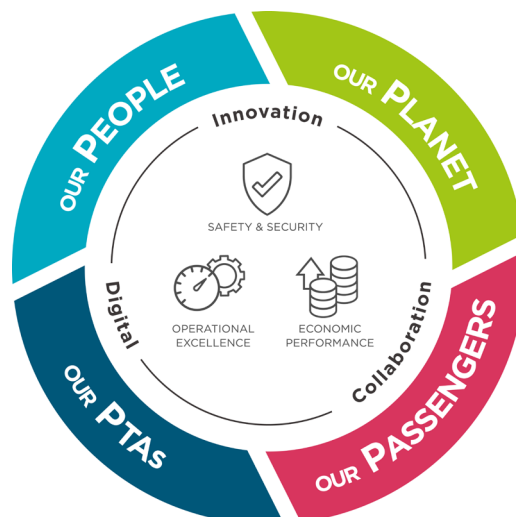 OUR PEOPLE
OUR PLANET
Innovation
SAFETY & SECURITY
Digital
Collaboration
OPERATIONAL
EXCELLENCE
ECONOMIC
PERFORMANCE
OUR PTAs
OUR PASSENGERS